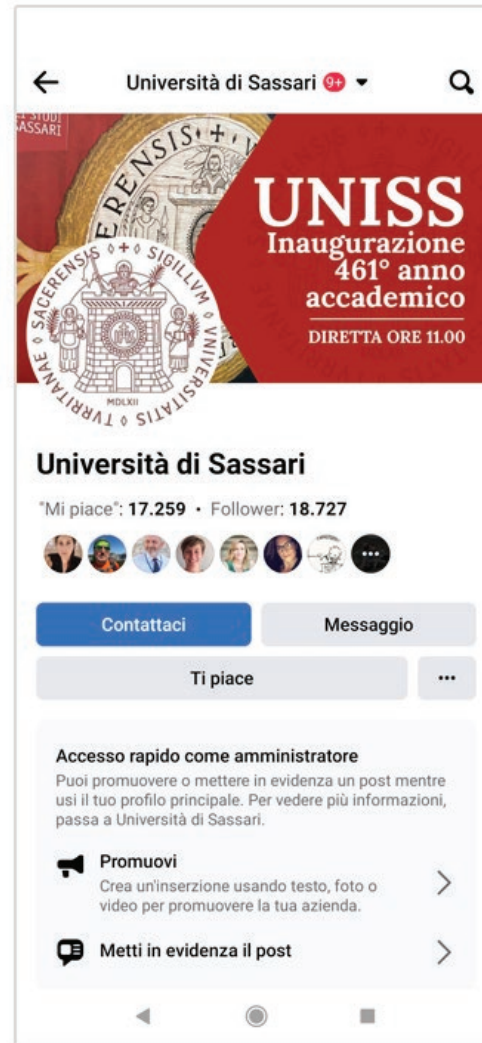 Università di Sassari 9+
EI STUDI
SASSARI
ERENSIS
UNISS
Inaugurazione
461° anno
accademico
DIRETTA ORE 11.00
SACERENSIS SIGILLVM VNIVERSITATIS TVRRITANAE
MDLXII
Università di Sassari
"Mi piace": 17.259 • Follower: 18.727
Contattaci
Messaggio
Ti piace
Accesso rapido come amministratore
Puoi promuovere o mettere in evidenza un post mentre
usi il tuo profilo principale. Per vedere più informazioni,
passa a Università di Sassari.
Promuovi
Crea un'inserzione usando testo, foto o
video per promuovere la tua azienda.
Metti in evidenza il post